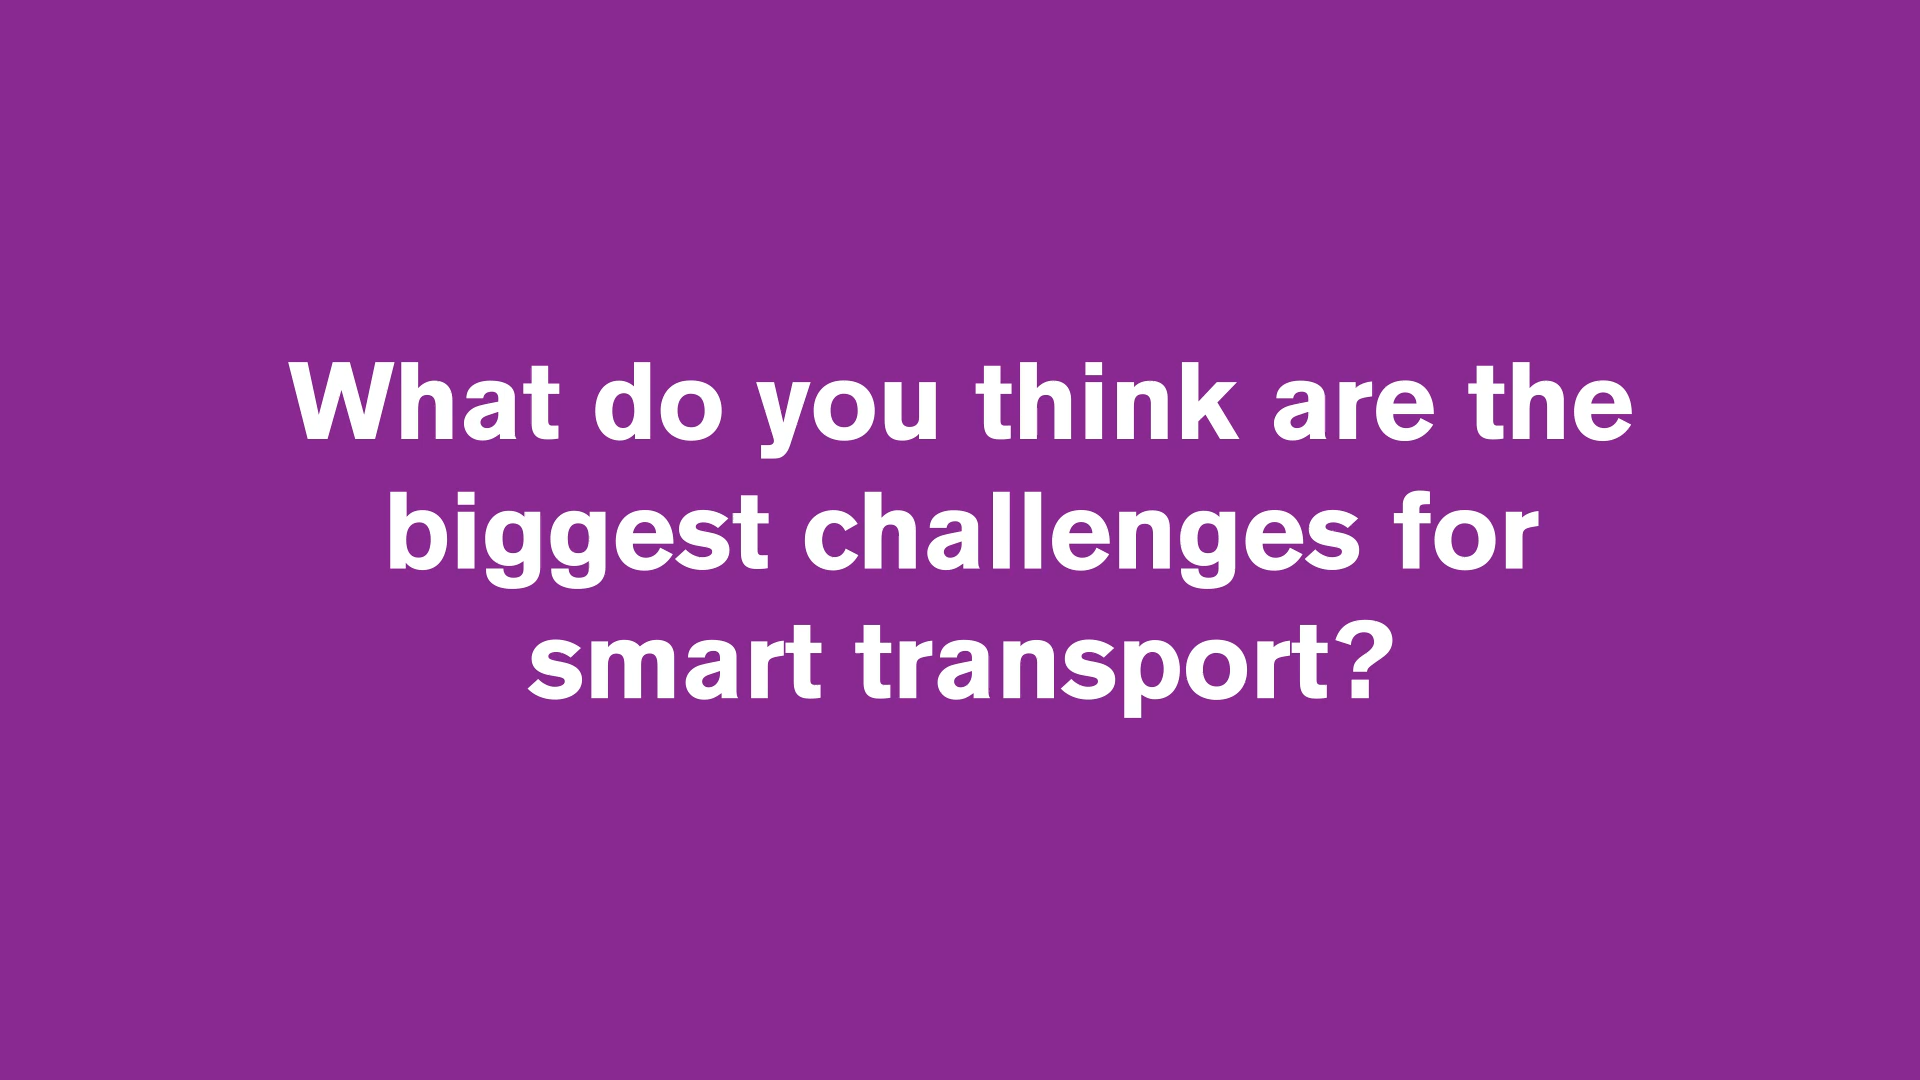 What do you think are the
biggest challenges for
smart transport?